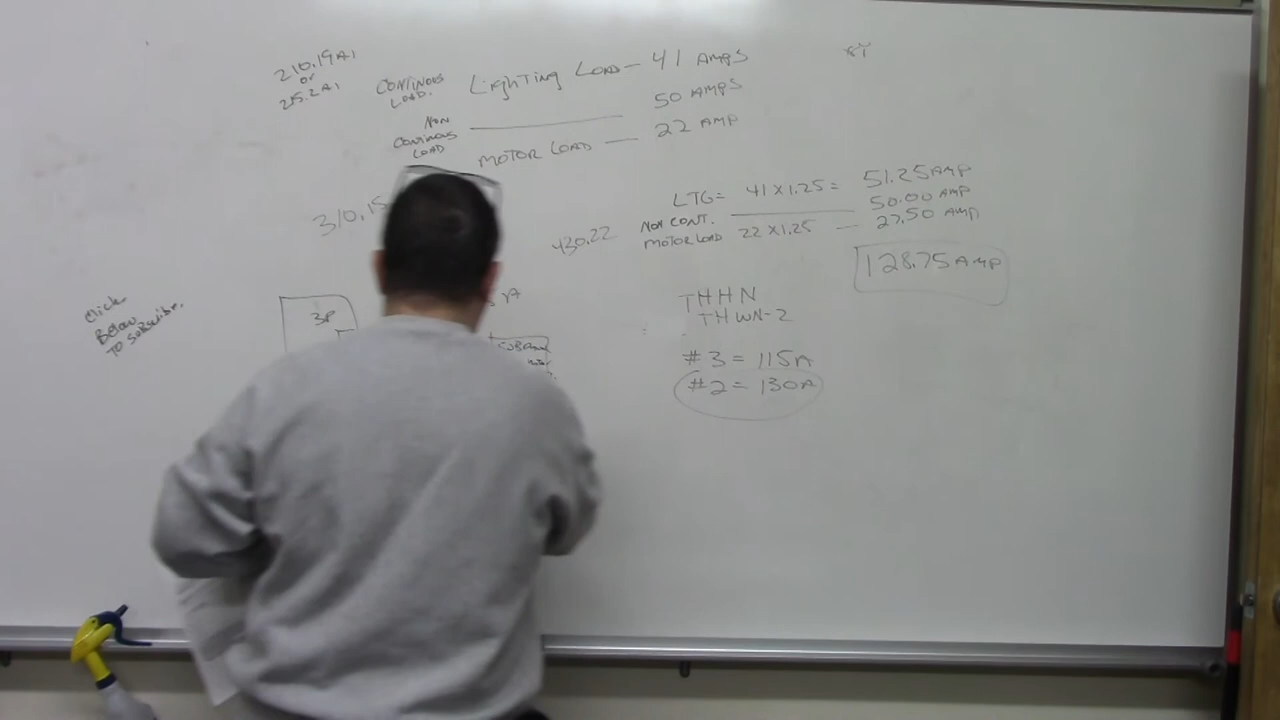 210.19A1
or
215.2A1
CONTINOUS
LOAD.
LIGHTING LOAD — 41 AMPS
50 AMPS
NON
CONTINOUS
LOAD
MOTOR LOAD — 22 AMP
310.15
LTG = 41 X 1.25 = 51.25 AMP
NON CONT. 50.00 AMP
430.22
MOTOR LOAD 22 X 1.25 — 27.50 AMP
128.75 AMP
THHN
THWN-2
#3 = 115A
#2 = 130A
3P
Click
Below
TO SUBSCRIBE.